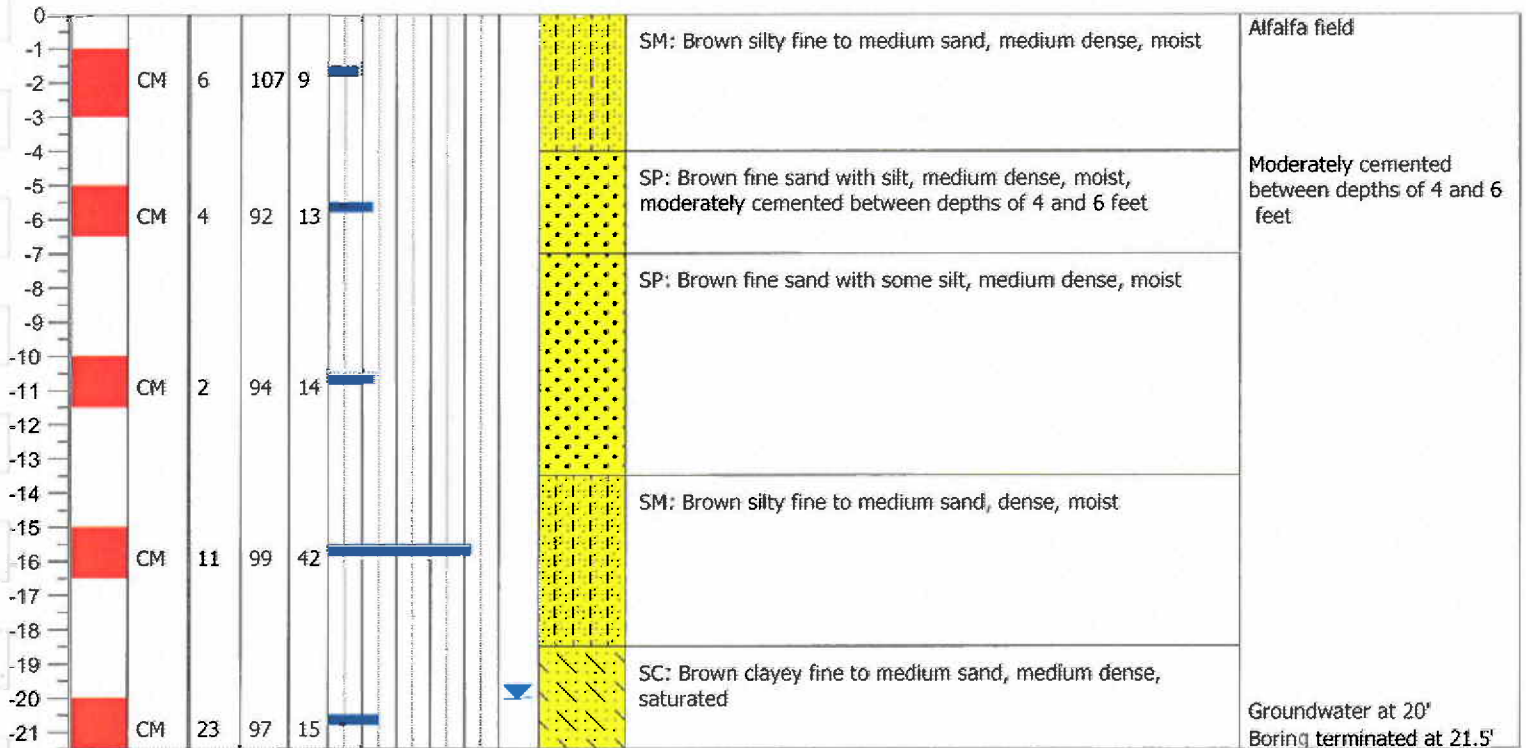 0
-1
-2
-3
-4
-5
-6
-7
-8
-9
-10
-11
-12
-13
-14
-15
-16
-17
-18
-19
-20
-21
CM 6 107 9
CM 4 92 13
CM 2 94 14
CM 11 99 42
CM 23 97 15
SM: Brown silty fine to medium sand, medium dense, moist
SP: Brown fine sand with silt, medium dense, moist,
moderately cemented between depths of 4 and 6 feet
SP: Brown fine sand with some silt, medium dense, moist
SM: Brown silty fine to medium sand, dense, moist
SC: Brown clayey fine to medium sand, medium dense,
saturated
Alfalfa field
Moderately cemented
between depths of 4 and 6
feet
Groundwater at 20'
Boring terminated at 21.5'